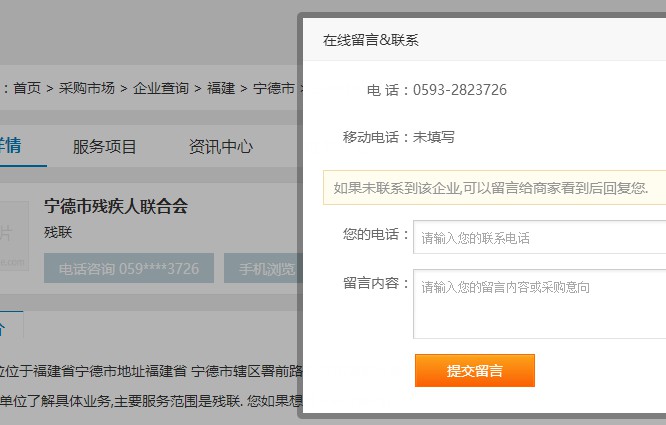 在线留言&联系
：首页 > 采购市场 > 企业查询 > 福建 > 宁德市 >
电 话：0593-2823726
详情 服务项目 资讯中心
移动电话：未填写
如果未联系到该企业,可以留言给商家看到后回复您.
宁德市残疾人联合会
片
残联
您的电话：请输入您的联系电话
电话咨询 059****3726
手机浏览
留言内容：请输入您的留言内容或采购意向
介
位位于福建省宁德市地址福建省 宁德市辖区署前路
提交留言
单位了解具体业务,主要服务范围是残联. 您如果想